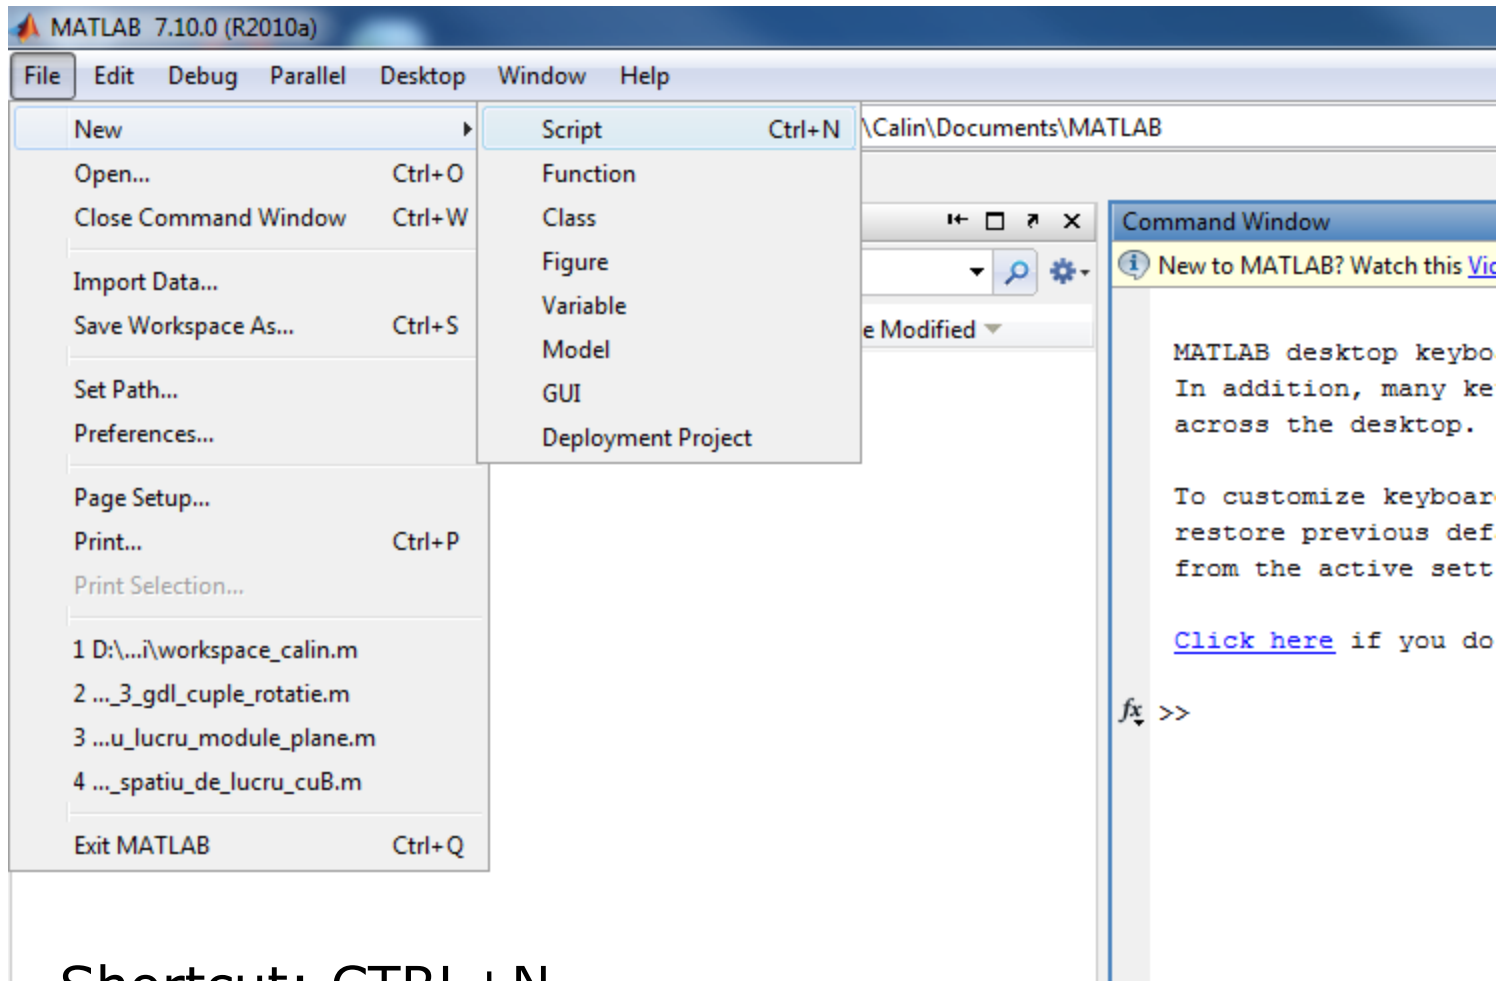 MATLAB 7.10.0 (R2010a)
File Edit Debug Parallel Desktop Window Help
New
Open... Ctrl+O
Close Command Window Ctrl+W
Import Data...
Save Workspace As... Ctrl+S
Set Path...
Preferences...
Page Setup...
Print... Ctrl+P
Print Selection...
1 D:\...i\workspace_calin.m
2 ..._3_gdl_cuple_rotatie.m
3 ...u_lucru_module_plane.m
4 ..._spatiu_de_lucru_cuB.m
Exit MATLAB Ctrl+Q
Script Ctrl+N
Function
Class
Figure
Variable
Model
GUI
Deployment Project
\Calin\Documents\MATLAB
e Modified
Command Window
New to MATLAB? Watch this Vid
MATLAB desktop keybo
In addition, many ke
across the desktop.
To customize keyboar
restore previous def
from the active sett
Click here if you do
fx >>
Shortcut: CTRL+N